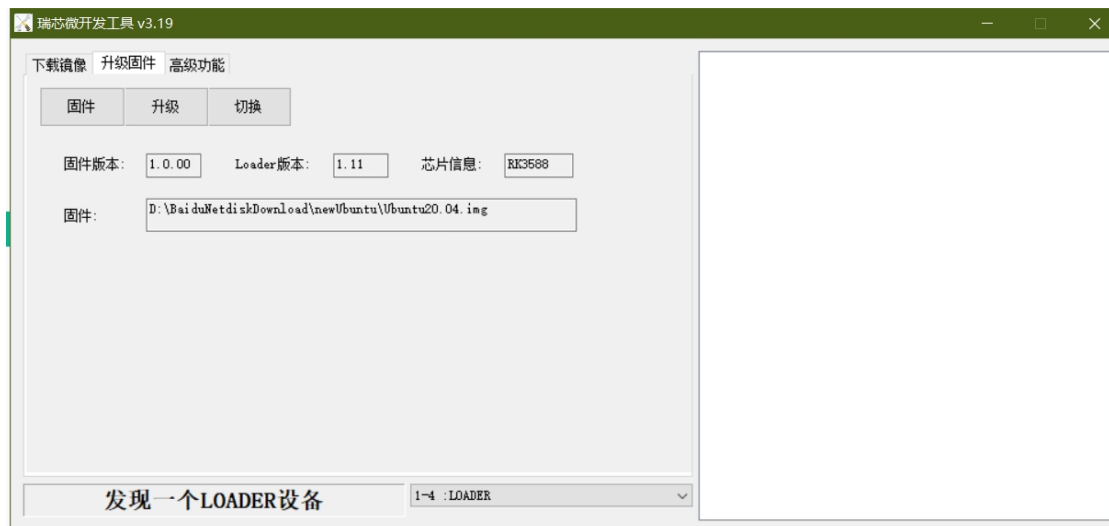 瑞芯微开发工具 v3.19
下载镜像 升级固件 高级功能
固件 升级 切换
固件版本: 1.0.00 Loader版本: 1.11 芯片信息: RK3588
固件: D:\BaiduNetdiskDownload\newUbuntu\Ubuntu20.04.img
发现一个LOADER设备 1-4 :LOADER